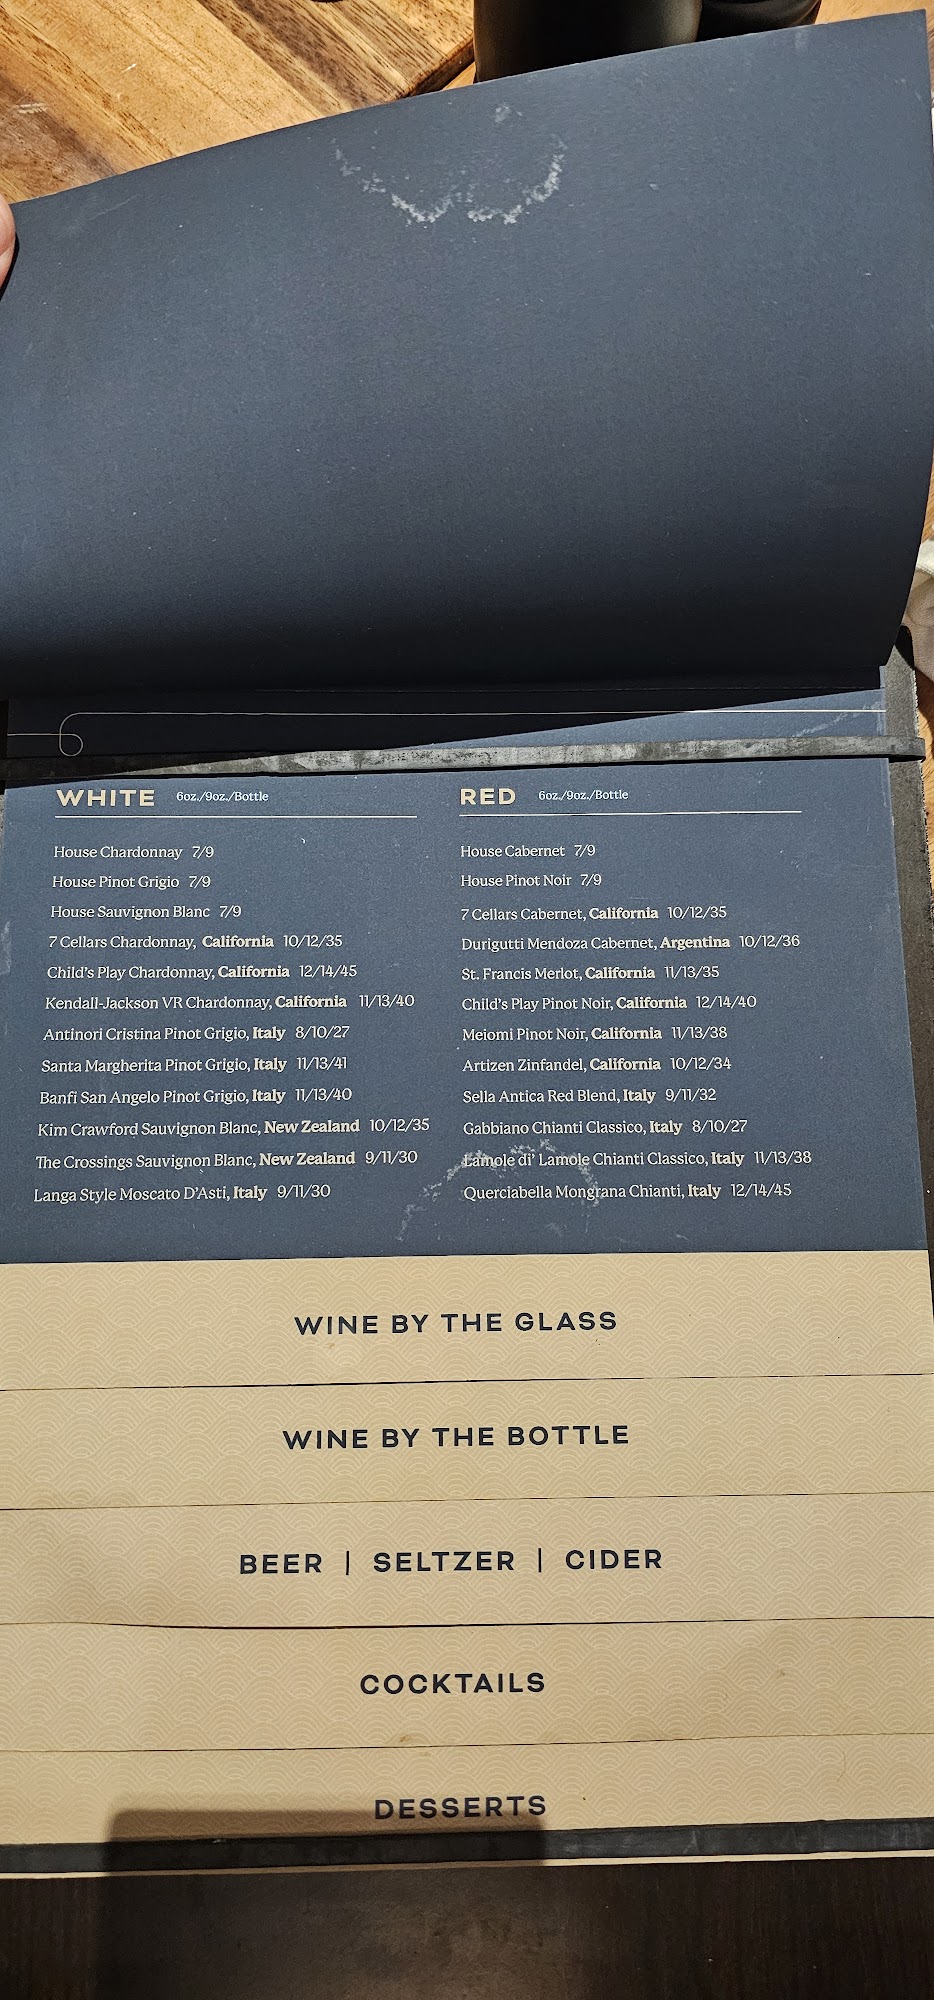 WHITE 6oz./9oz./Bottle
House Chardonnay 7/9
House Pinot Grigio 7/9
House Sauvignon Blanc 7/9
7 Cellars Chardonnay, California 10/12/35
Child's Play Chardonnay, California 12/14/45
Kendall-Jackson VR Chardonnay, California 11/13/40
Antinori Cristina Pinot Grigio, Italy 8/10/27
Santa Margherita Pinot Grigio, Italy 11/13/41
Banfi San Angelo Pinot Grigio, Italy 11/13/40
Kim Crawford Sauvignon Blanc, New Zealand 10/12/35
The Crossings Sauvignon Blanc, New Zealand 9/11/30
Langa Style Moscato D'Asti, Italy 9/11/30
RED 6oz./9oz./Bottle
House Cabernet 7/9
House Pinot Noir 7/9
7 Cellars Cabernet, California 10/12/35
Durigutti Mendoza Cabernet, Argentina 10/12/36
St. Francis Merlot, California 11/13/35
Child's Play Pinot Noir, California 12/14/40
Meiomi Pinot Noir, California 11/13/38
Artizen Zinfandel, California 10/12/34
Sella Antica Red Blend, Italy 9/11/32
Gabbiano Chianti Classico, Italy 8/10/27
Lamole di' Lamole Chianti Classico, Italy 11/13/38
Querciabella Mongrana Chianti, Italy 12/14/45
WINE BY THE GLASS
WINE BY THE BOTTLE
BEER | SELTZER | CIDER
COCKTAILS
DESSERTS